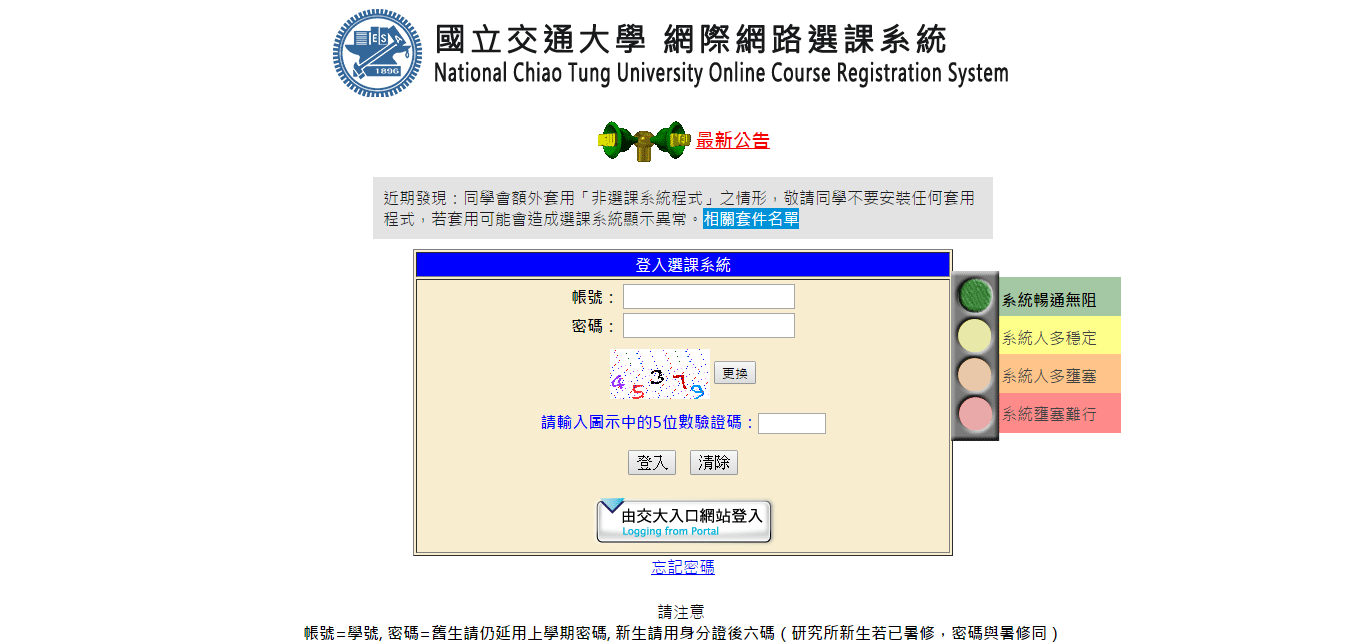 ESA
1896
國立交通大學 網際網路選課系統
National Chiao Tung University Online Course Registration System
最新公告
近期發現：同學會額外套用「非選課系統程式」之情形，敬請同學不要安裝任何套用
程式，若套用可能會造成選課系統顯示異常。相關套件名單
登入選課系統
帳號：
密碼：
45379
更換
請輸入圖示中的5位數驗證碼：
登入 清除
由交大入口網站登入
Logging from Portal
系統暢通無阻
系統人多穩定
系統人多壅塞
系統壅塞難行
忘記密碼
請注意
帳號=學號, 密碼=舊生請仍延用上學期密碼, 新生請用身分證後六碼 ( 研究所新生若已暑修，密碼與暑修同 )